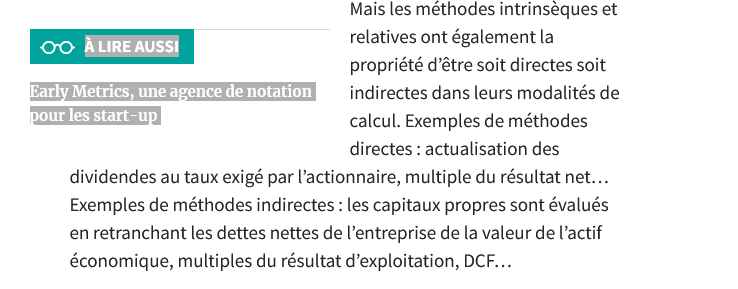 À LIRE AUSSI
Early Metrics, une agence de notation
pour les start-up
Mais les méthodes intrinsèques et
relatives ont également la
propriété d’être soit directes soit
indirectes dans leurs modalités de
calcul. Exemples de méthodes
directes : actualisation des
dividendes au taux exigé par l’actionnaire, multiple du résultat net…
Exemples de méthodes indirectes : les capitaux propres sont évalués
en retranchant les dettes nettes de l’entreprise de la valeur de l’actif
économique, multiples du résultat d’exploitation, DCF…